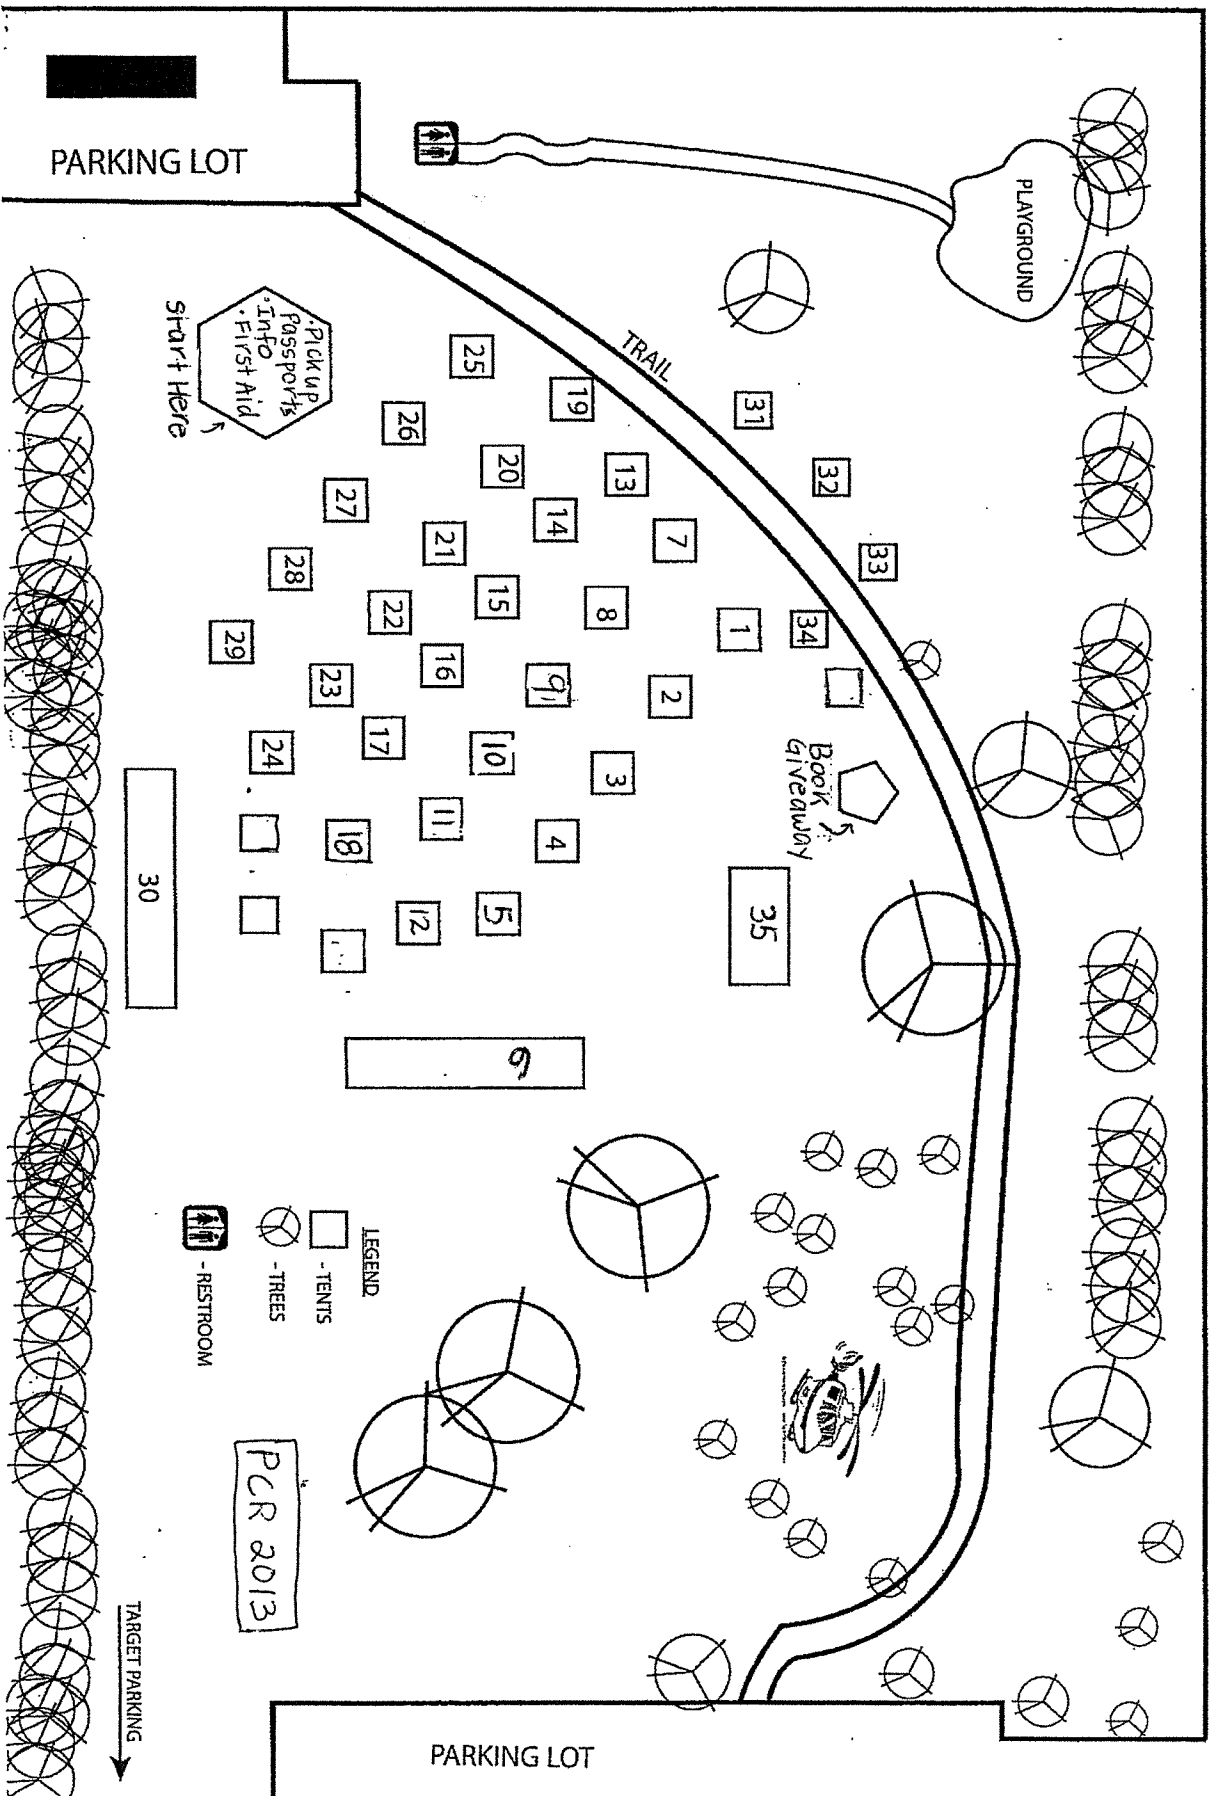 PARKING LOT
PLAYGROUND
TRAIL
·Pickup
Passports
·Info
·First Aid
Start Here
25
19
31
26
20
13
32
27
14
7
33
21
28
15
8
1
34
22
29
16
9
2
23
17
10
3
24
Book
Giveaway
11
4
18
30
12
5
35
6
LEGEND
- TENTS
- TREES
- RESTROOM
PCR 2013
TARGET PARKING
PARKING LOT